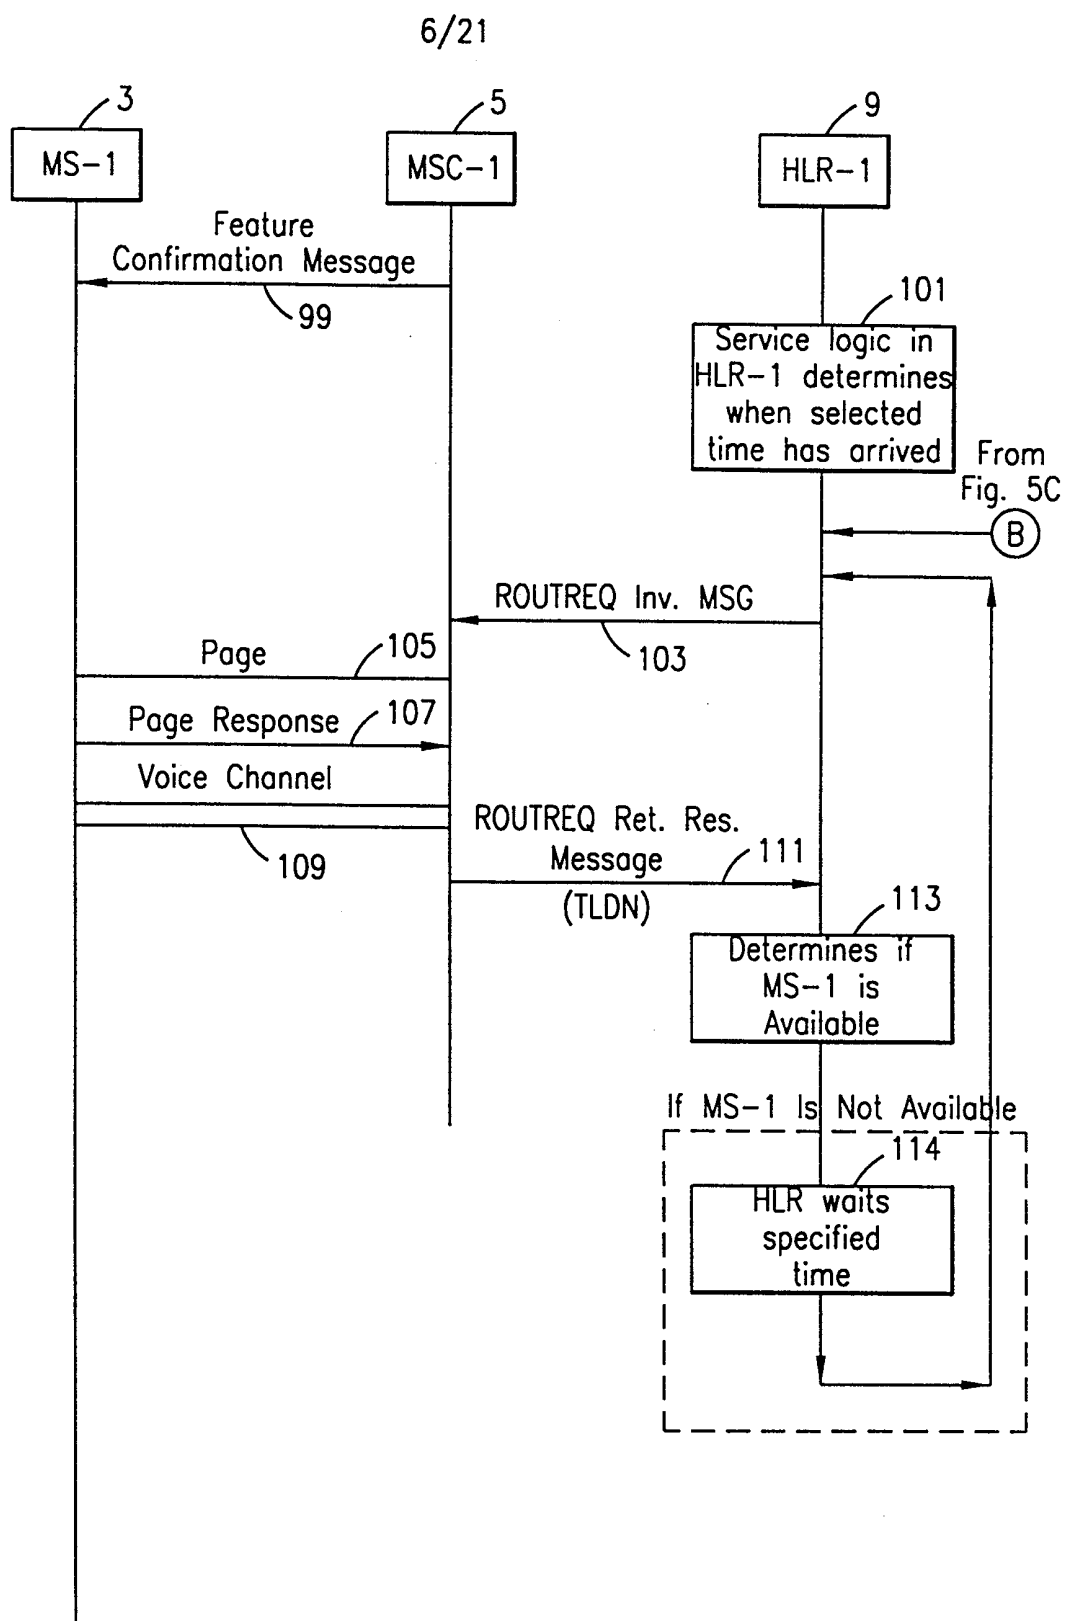 6/21
3
5
9
MS-1
MSC-1
HLR-1
Feature
Confirmation Message
99
101
Service logic in
HLR-1 determines
when selected
time has arrived
From
Fig. 5C
B
ROUTREQ Inv. MSG
103
Page
105
Page Response
107
Voice Channel
109
ROUTREQ Ret. Res.
Message
111
(TLDN)
113
Determines if
MS-1 is
Available
If MS-1 Is Not Available
114
HLR waits
specified
time